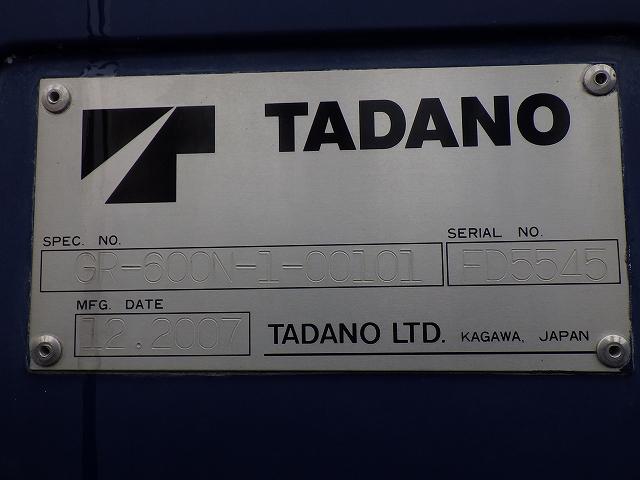 TADANO
SPEC. NO.
SERIAL NO.
GR-600N-1-00101
FD5545
MFG. DATE
12.2007
TADANO LTD. KAGAWA, JAPAN